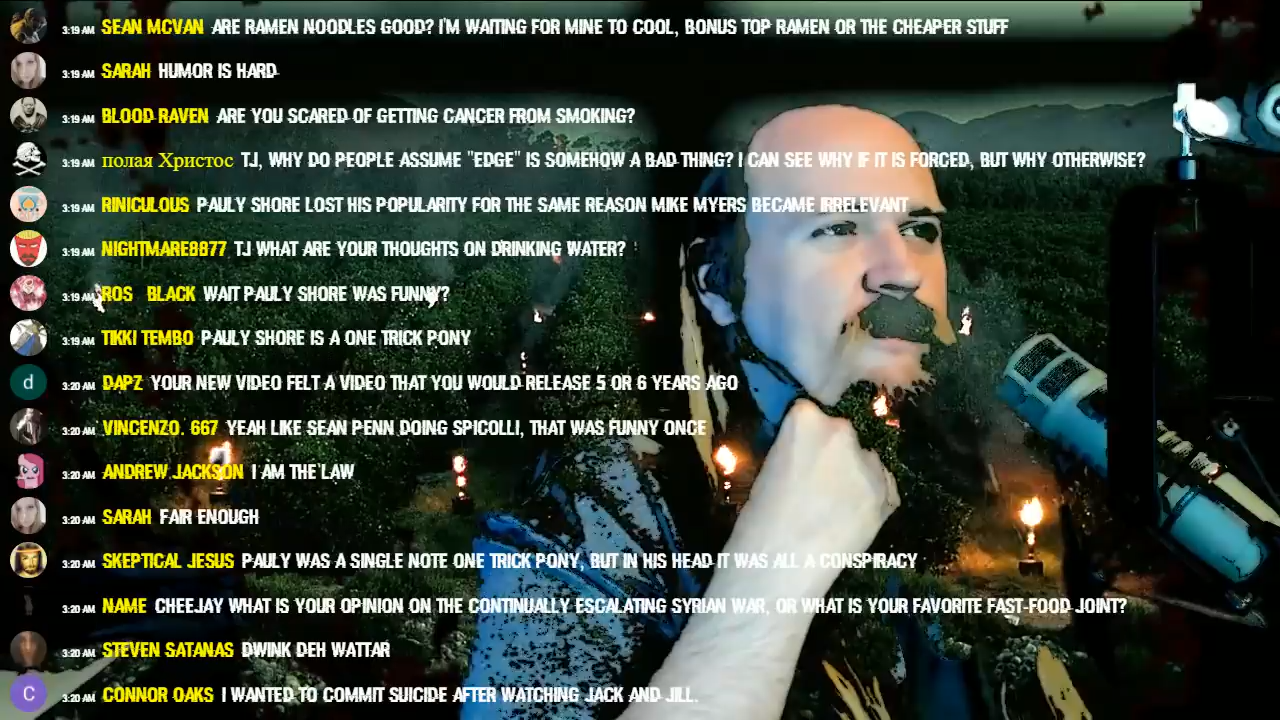 3:19 AM SEAN MCVAN ARE RAMEN NOODLES GOOD? I'M WAITING FOR MINE TO COOL, BONUS TOP RAMEN OR THE CHEAPER STUFF
3:19 AM SARAH HUMOR IS HARD
3:19 AM BLOOD RAVEN ARE YOU SCARED OF GETTING CANCER FROM SMOKING?
3:19 AM полая Христос TJ, WHY DO PEOPLE ASSUME "EDGE" IS SOMEHOW A BAD THING? I CAN SEE WHY IF IT IS FORCED, BUT WHY OTHERWISE?
3:19 AM RINICULOUS PAULY SHORE LOST HIS POPULARITY FOR THE SAME REASON MIKE MYERS BECAME IRRELEVANT
3:19 AM NIGHTMARE8877 TJ WHAT ARE YOUR THOUGHTS ON DRINKING WATER?
3:19 AM ROS BLACK WAIT PAULY SHORE WAS FUNNY?
3:19 AM TIKKI TEMBO PAULY SHORE IS A ONE TRICK PONY
d 3:20 AM DAPZ YOUR NEW VIDEO FELT A VIDEO THAT YOU WOULD RELEASE 5 OR 6 YEARS AGO
3:20 AM VINCENZO. 667 YEAH LIKE SEAN PENN DOING SPICOLLI, THAT WAS FUNNY ONCE
3:20 AM ANDREW JACKSON I AM THE LAW
3:20 AM SARAH FAIR ENOUGH
3:20 AM SKEPTICAL JESUS PAULY WAS A SINGLE NOTE ONE TRICK PONY, BUT IN HIS HEAD IT WAS ALL A CONSPIRACY
3:20 AM NAME CHEEJAY WHAT IS YOUR OPINION ON THE CONTINUALLY ESCALATING SYRIAN WAR, OR WHAT IS YOUR FAVORITE FAST-FOOD JOINT?
3:20 AM STEVEN SATANAS DWINK DEH WATTAR
C 3:20 AM CONNOR OAKS I WANTED TO COMMIT SUICIDE AFTER WATCHING JACK AND JILL.